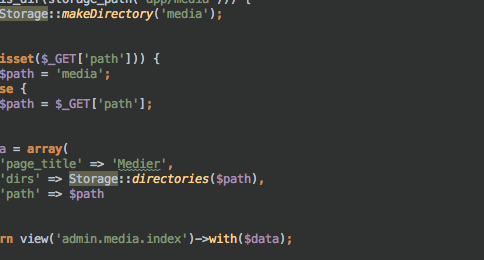 is_dir(storage_path('app/media'))) {
Storage::makeDirectory('media');
isset($_GET['path'])) {
$path = 'media';
se {
$path = $_GET['path'];
a = array(
'page_title' => 'Medier',
'dirs' => Storage::directories($path),
'path' => $path
rn view('admin.media.index')->with($data);